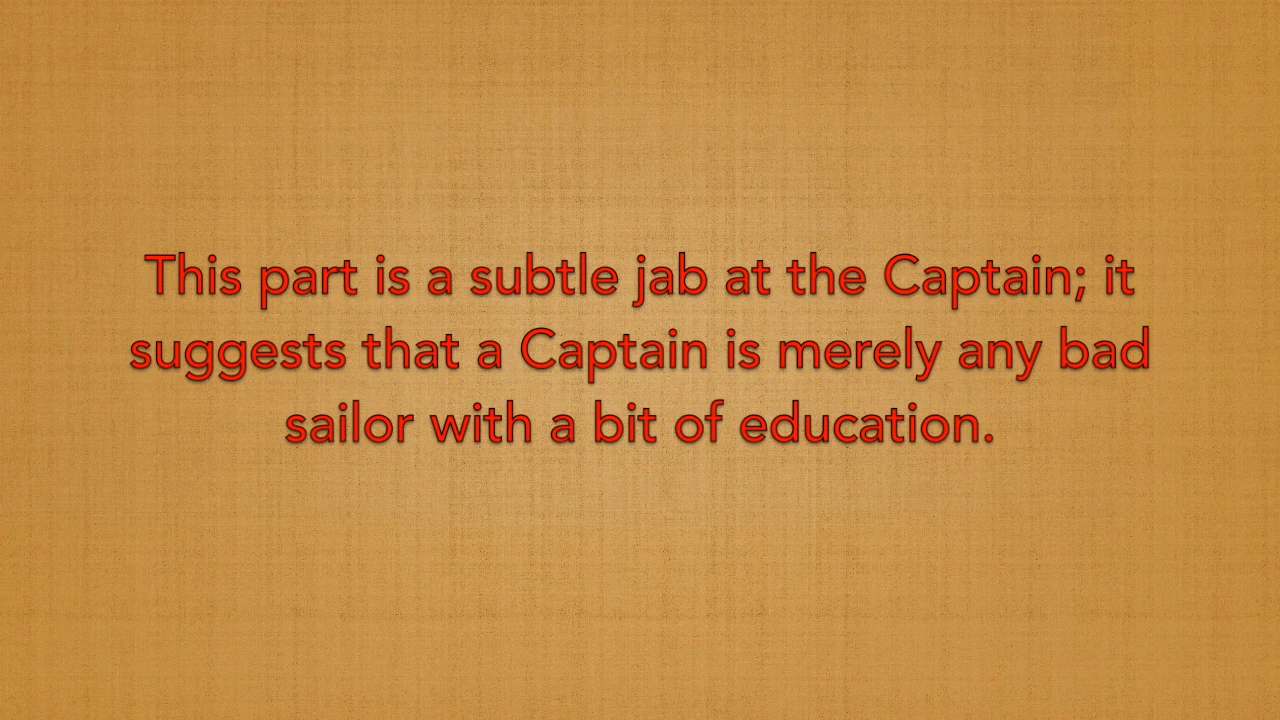 This part is a subtle jab at the Captain; it
suggests that a Captain is merely any bad
sailor with a bit of education.